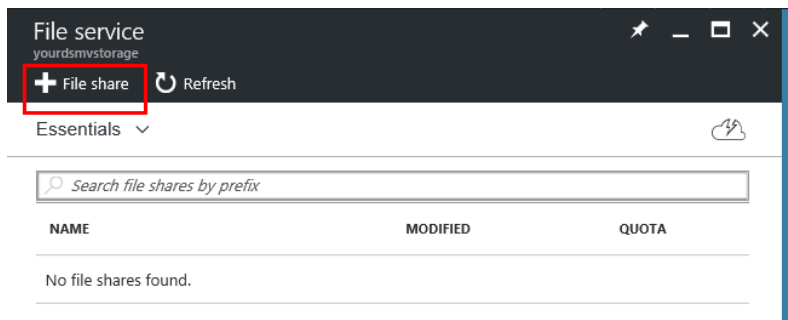 File service
yourdsmvstorage
File share Refresh
Essentials
Search file shares by prefix
NAME MODIFIED QUOTA
No file shares found.